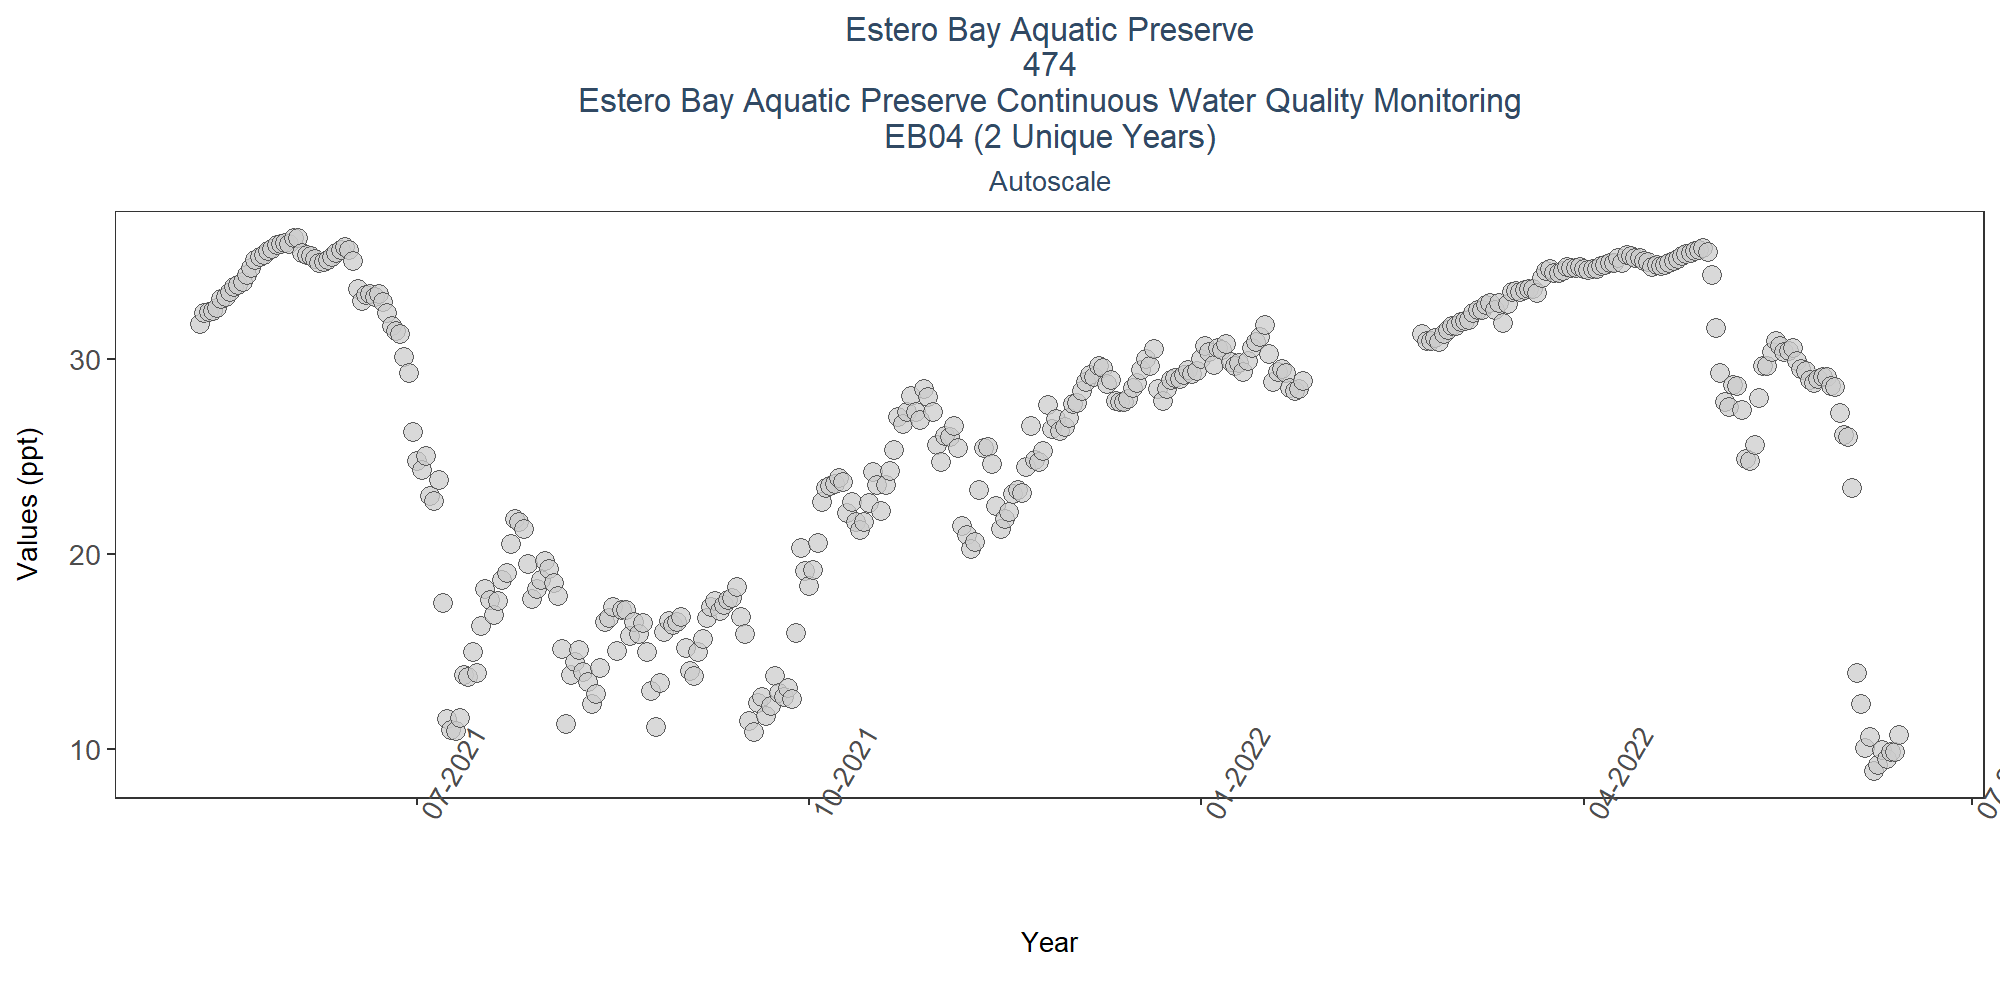 Estero Bay Aquatic Preserve
474
Estero Bay Aquatic Preserve Continuous Water Quality Monitoring
EB04 (2 Unique Years)
Autoscale
Values (ppt)
30
20
10
07-2021
10-2021
01-2022
04-2022
Year